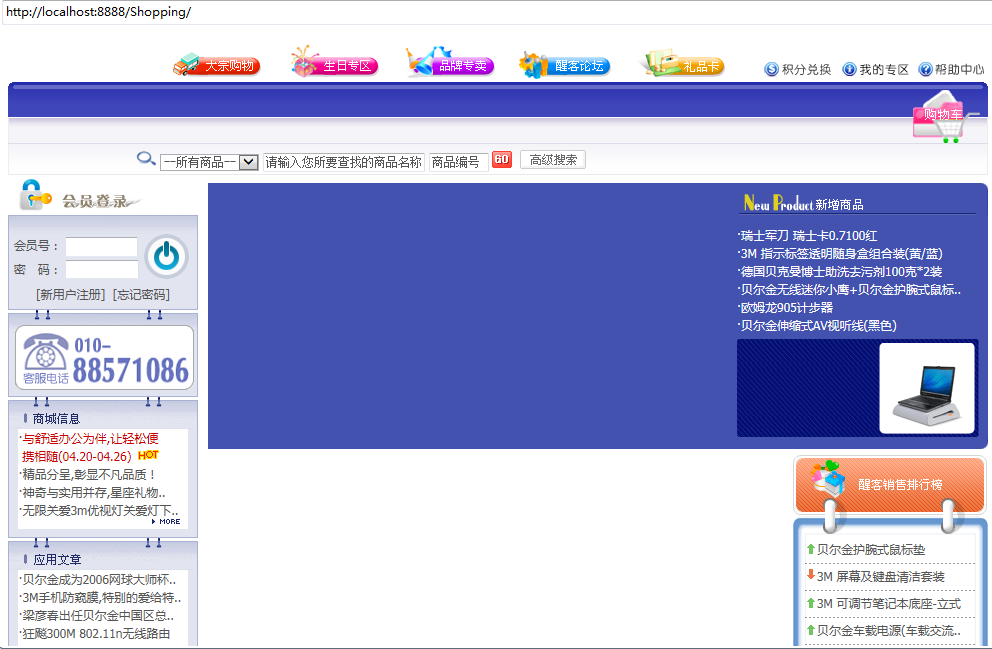 http://localhost:8888/Shopping/
大宗购物 生日专区 品牌专卖 醒客论坛 礼品卡 积分兑换 我的专区 帮助中心
购物车
--所有商品-- 请输入您所要查找的商品名称 商品编号 GO 高级搜索
会员登录
会员号：
密 码：
[新用户注册] [忘记密码]
010-
客服电话 88571086
商城信息
·与舒适办公为伴,让轻松便
携相随(04.20-04.26) HOT
·精品分呈,彰显不凡品质！
·神奇与实用并存,星座礼物..
·无限关爱3m优视灯关爱灯下..
MORE
应用文章
·贝尔金成为2006网球大师杯..
·3M手机防窥膜,特别的爱给特..
·梁彦春出任贝尔金中国区总..
·狂飚300M 802.11n无线路由
New Product 新增商品
·瑞士军刀 瑞士卡0.7100红
·3M 指示标签透明随身盒组合装(黄/蓝)
·德国贝克曼博士助洗去污剂100克*2装
·贝尔金无线迷你小鹰+贝尔金护腕式鼠标..
·欧姆龙905计步器
·贝尔金伸缩式AV视听线(黑色)
醒客销售排行榜
贝尔金护腕式鼠标垫
3M 屏幕及键盘清洁套装
3M 可调节笔记本底座-立式
贝尔金车载电源(车载交流..